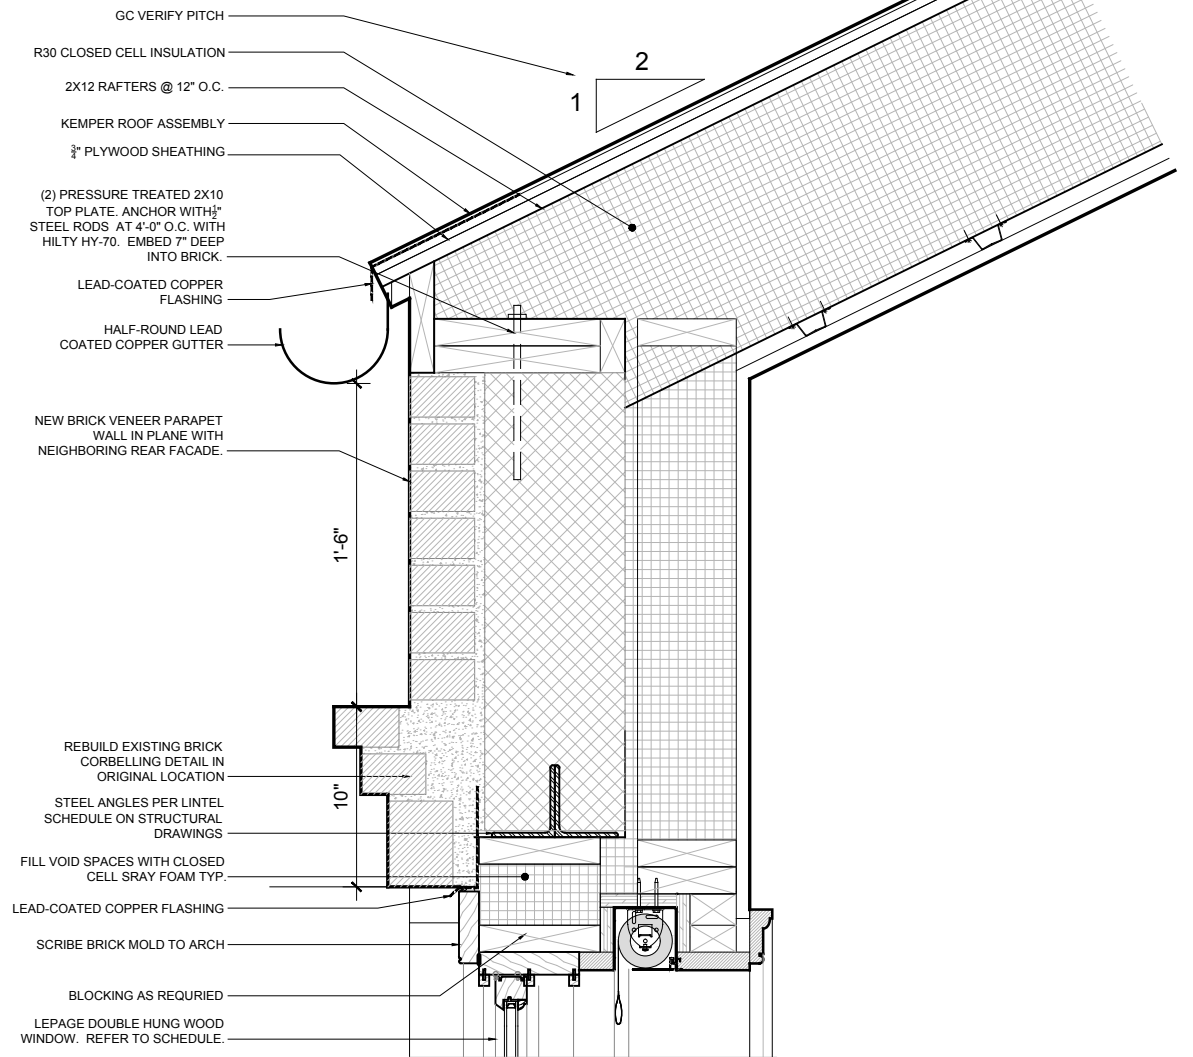 GC VERIFY PITCH
R30 CLOSED CELL INSULATION
2X12 RAFTERS @ 12" O.C.
KEMPER ROOF ASSEMBLY
3/4" PLYWOOD SHEATHING
(2) PRESSURE TREATED 2X10
TOP PLATE. ANCHOR WITH 1/2"
STEEL RODS AT 4'-0" O.C. WITH
HILTY HY-70. EMBED 7" DEEP
INTO BRICK.
LEAD-COATED COPPER
FLASHING
HALF-ROUND LEAD
COATED COPPER GUTTER
NEW BRICK VENEER PARAPET
WALL IN PLANE WITH
NEIGHBORING REAR FACADE.
REBUILD EXISTING BRICK
CORBELLING DETAIL IN
ORIGINAL LOCATION
STEEL ANGLES PER LINTEL
SCHEDULE ON STRUCTURAL
DRAWINGS
FILL VOID SPACES WITH CLOSED
CELL SRAY FOAM TYP.
LEAD-COATED COPPER FLASHING
SCRIBE BRICK MOLD TO ARCH
BLOCKING AS REQURIED
LEPAGE DOUBLE HUNG WOOD
WINDOW. REFER TO SCHEDULE.
2
1
1'-6"
10"